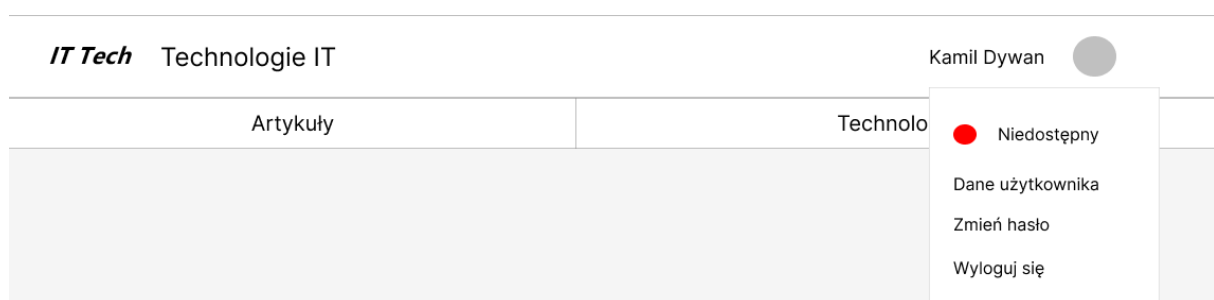 IT Tech Technologie IT
Kamil Dywan
Artykuły
Technolo
Niedostępny
Dane użytkownika
Zmień hasło
Wyloguj się